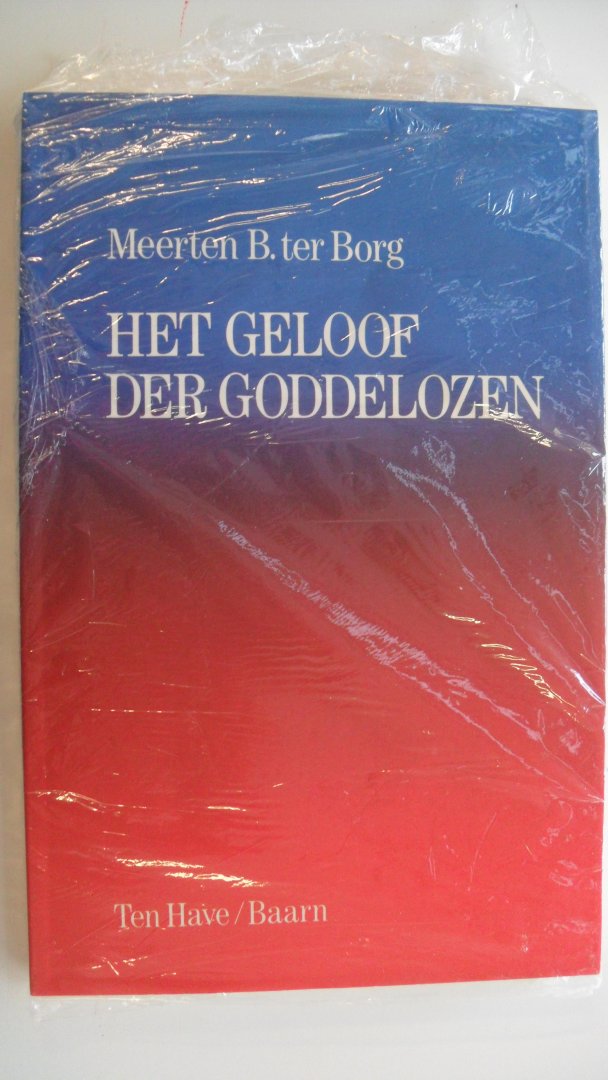 Meerten B. ter Borg
HET GELOOF
DER GODDELOZEN
Ten Have / Baarn